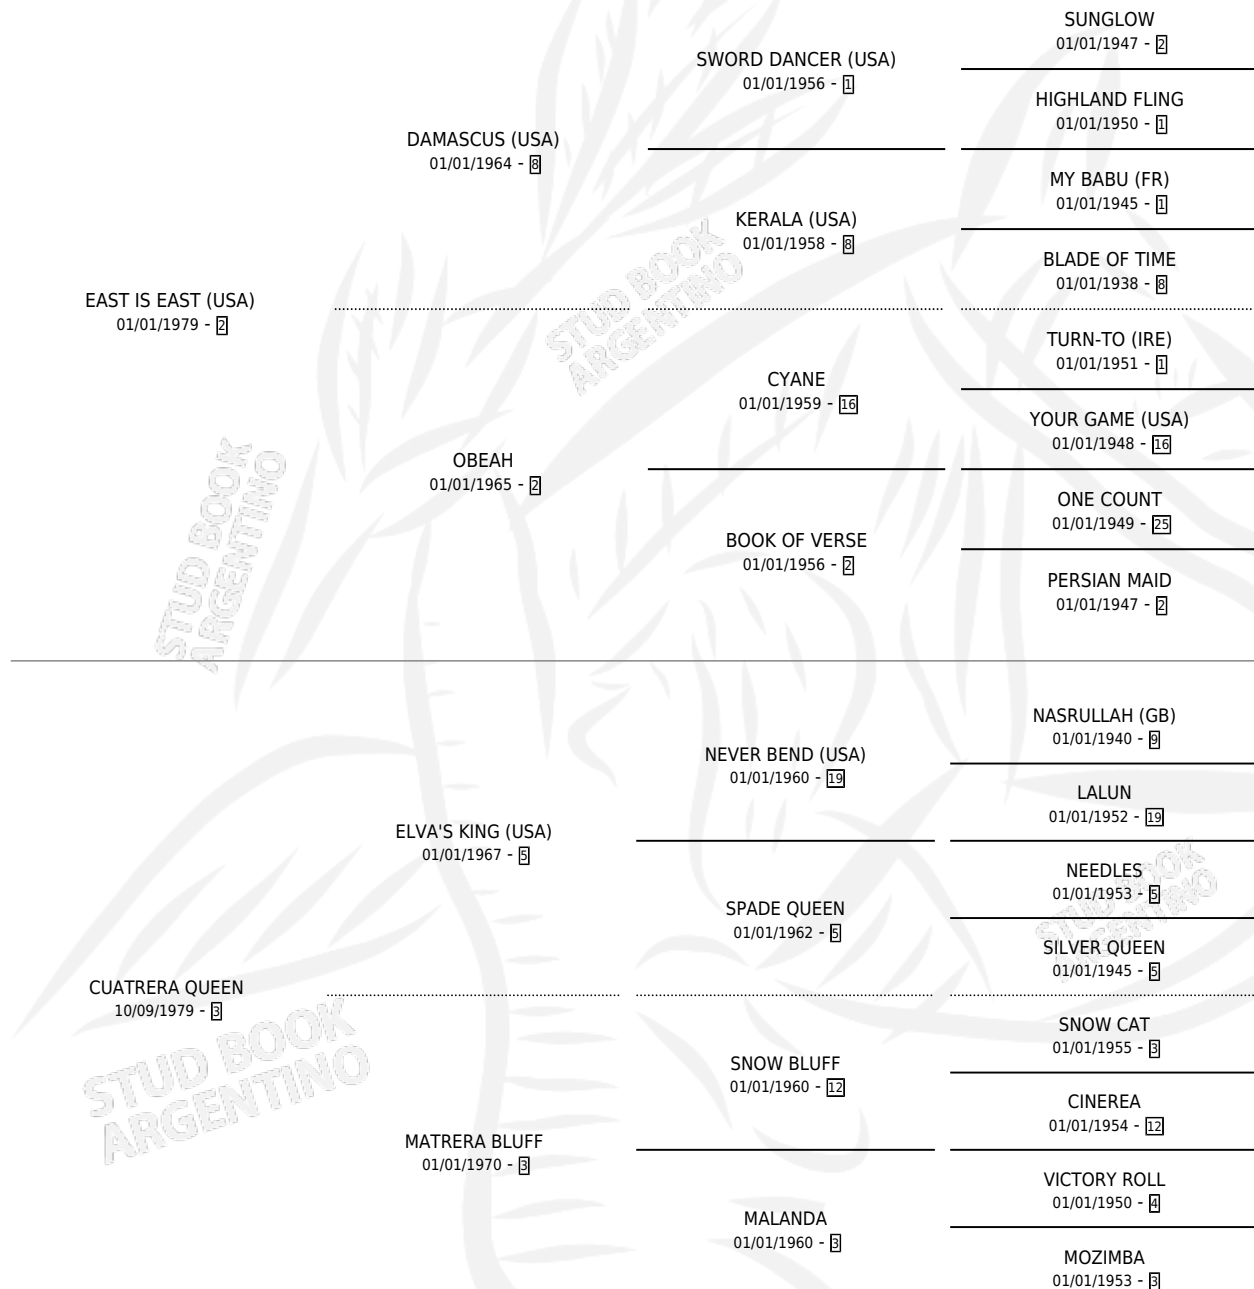 SUNGLOW
01/01/1947 - 2
SWORD DANCER (USA)
01/01/1956 - 1
HIGHLAND FLING
01/01/1950 - 1
DAMASCUS (USA)
01/01/1964 - 8
MY BABU (FR)
01/01/1945 - 1
KERALA (USA)
01/01/1958 - 8
BLADE OF TIME
01/01/1938 - 8
EAST IS EAST (USA)
01/01/1979 - 2
TURN-TO (IRE)
01/01/1951 - 1
CYANE
01/01/1959 - 16
YOUR GAME (USA)
01/01/1948 - 16
OBEAH
01/01/1965 - 2
ONE COUNT
01/01/1949 - 25
BOOK OF VERSE
01/01/1956 - 2
PERSIAN MAID
01/01/1947 - 2
NASRULLAH (GB)
01/01/1940 - 9
NEVER BEND (USA)
01/01/1960 - 19
LALUN
01/01/1952 - 19
ELVA'S KING (USA)
01/01/1967 - 5
NEEDLES
01/01/1953 - 5
SPADE QUEEN
01/01/1962 - 5
SILVER QUEEN
01/01/1945 - 5
CUATRERA QUEEN
10/09/1979 - 3
SNOW CAT
01/01/1955 - 3
SNOW BLUFF
01/01/1960 - 12
CINEREA
01/01/1954 - 12
MATRERA BLUFF
01/01/1970 - 3
VICTORY ROLL
01/01/1950 - 4
MALANDA
01/01/1960 - 3
MOZIMBA
01/01/1953 - 3
STUD BOOK
ARGENTINO
STUD BOOK
ARGENTINO
STUD BOOK
ARGENTINO
STUD BOOK
ARGENTINO